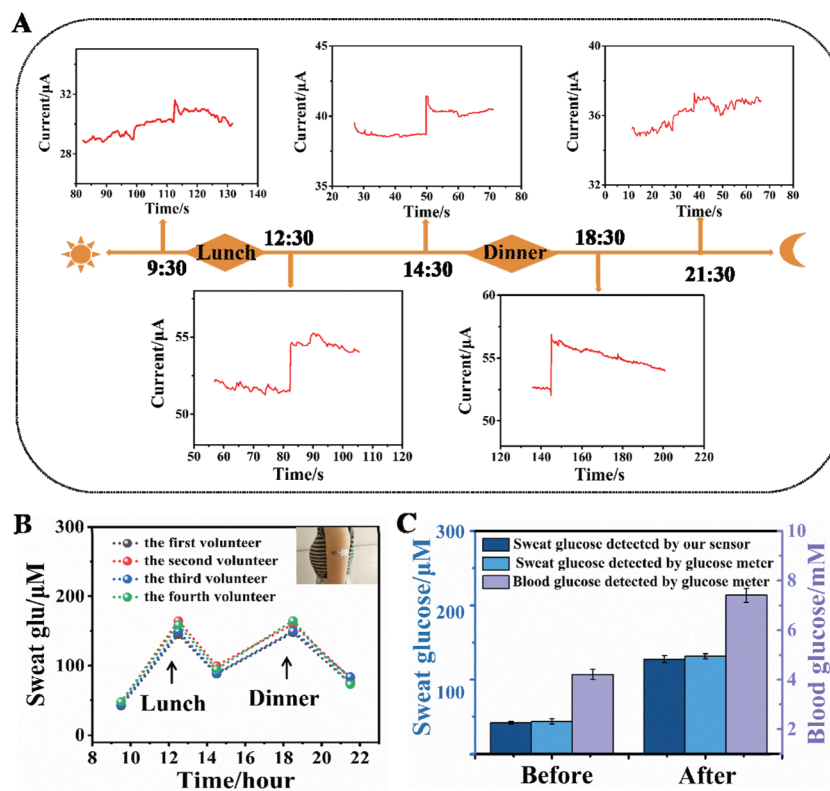 A
Current/μA
32
30
28
80 90 100 110 120 130 140
Time/s
Current/μA
45
40
35
20 30 40 50 60 70 80
Time/s
Current/μA
40
36
32
0 10 20 30 40 50 60 70 80
Time/s
9:30
Lunch
12:30
14:30
Dinner
18:30
21:30
Current/μA
55
50
50 60 70 80 90 100 110 120
Time/s
Current/μA
60
57
54
51
48
120 140 160 180 200 220
Time/s
B
Sweat glu/μM
300
200
100
0
the first volunteer
the second volunteer
the third volunteer
the fourth volunteer
Lunch
Dinner
8 10 12 14 16 18 20 22
Time/hour
C
Sweat glucose/μM
300
200
100
Sweat glucose detected by our sensor
Sweat glucose detected by glucose meter
Blood glucose detected by glucose meter
10
8
6
4
2
Blood glucose/mM
Before After